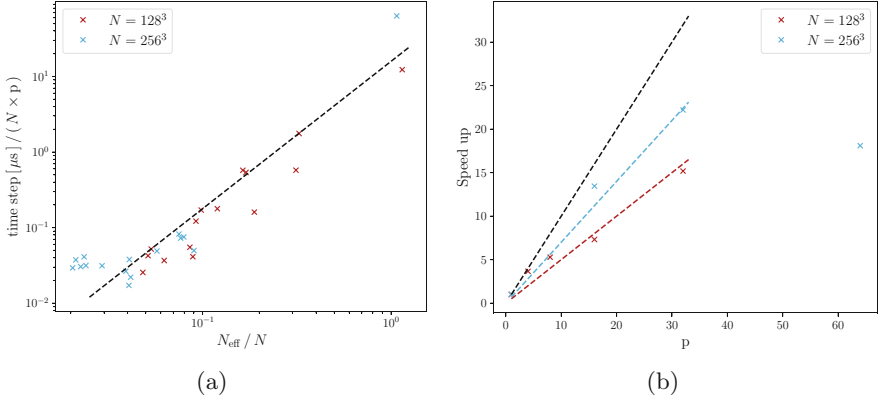 N = 128³
N = 256³
10¹
10⁰
10⁻¹
10⁻²
time step [μs] / (N × p)
10⁻¹
10⁰
N_eff / N
(a)
N = 128³
N = 256³
30
25
20
15
10
5
0
Speed up
0
10
20
30
40
50
60
p
(b)